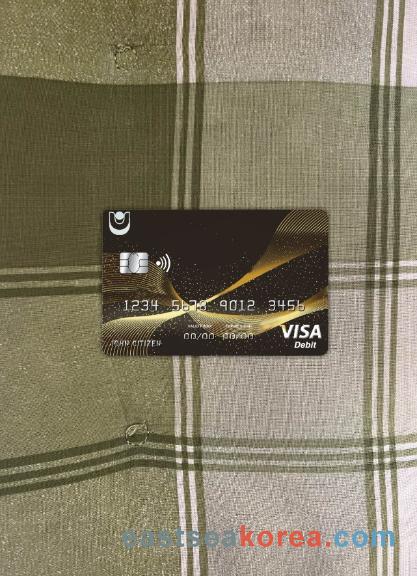 1234 5678 9012 3456
00/00 00/00
JOHN CITIZEN
VISA
Debit
eastseakorea.com